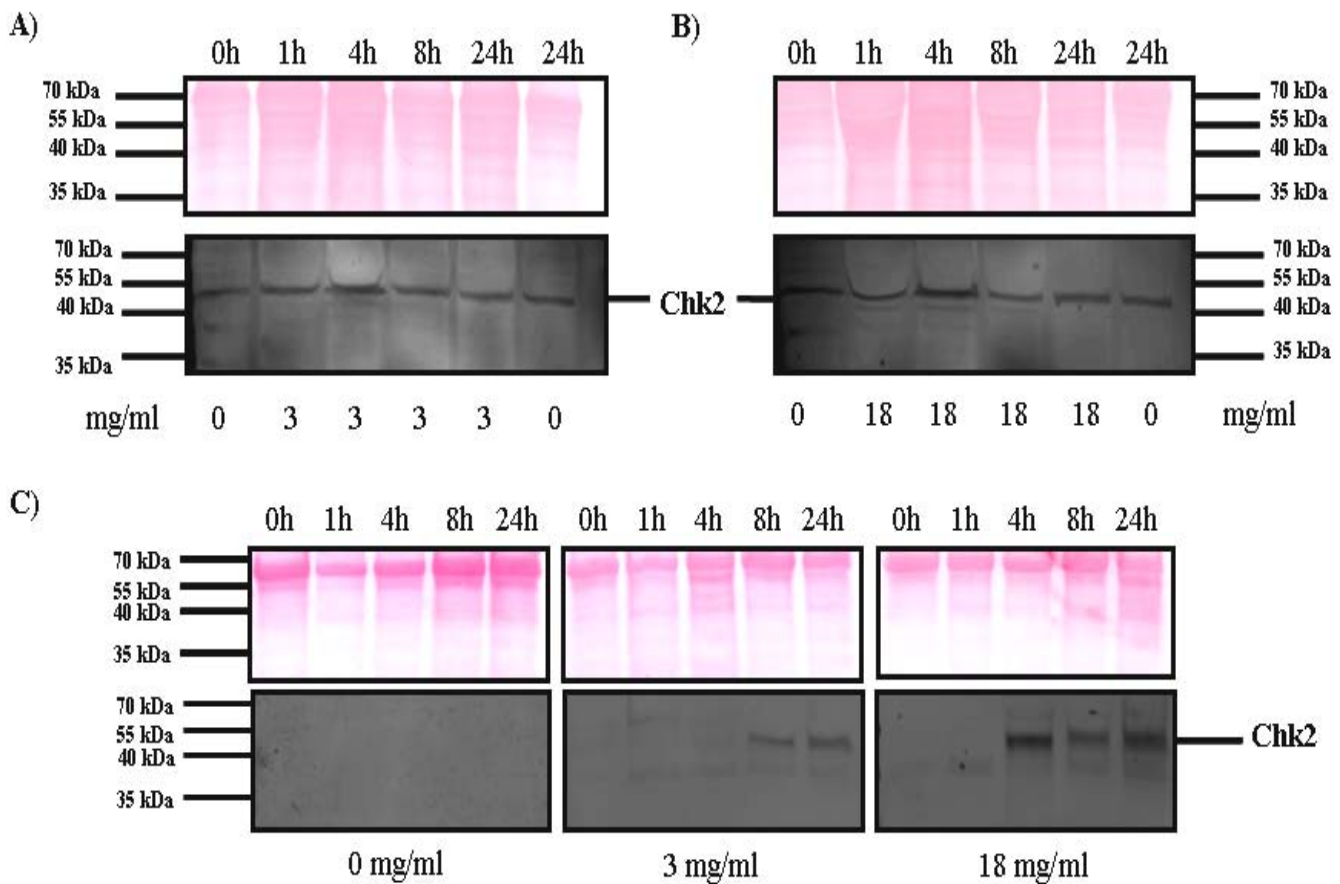 A)
0h 1h 4h 8h 24h 24h
70 kDa
55 kDa
40 kDa
35 kDa
70 kDa
55 kDa
40 kDa
35 kDa
mg/ml 0 3 3 3 3 0
Chk2
B)
0h 1h 4h 8h 24h 24h
70 kDa
55 kDa
40 kDa
35 kDa
70 kDa
55 kDa
40 kDa
35 kDa
0 18 18 18 18 0 mg/ml
C)
0h 1h 4h 8h 24h 0h 1h 4h 8h 24h 0h 1h 4h 8h 24h
70 kDa
55 kDa
40 kDa
35 kDa
70 kDa
55 kDa
40 kDa
35 kDa
Chk2
0 mg/ml 3 mg/ml 18 mg/ml